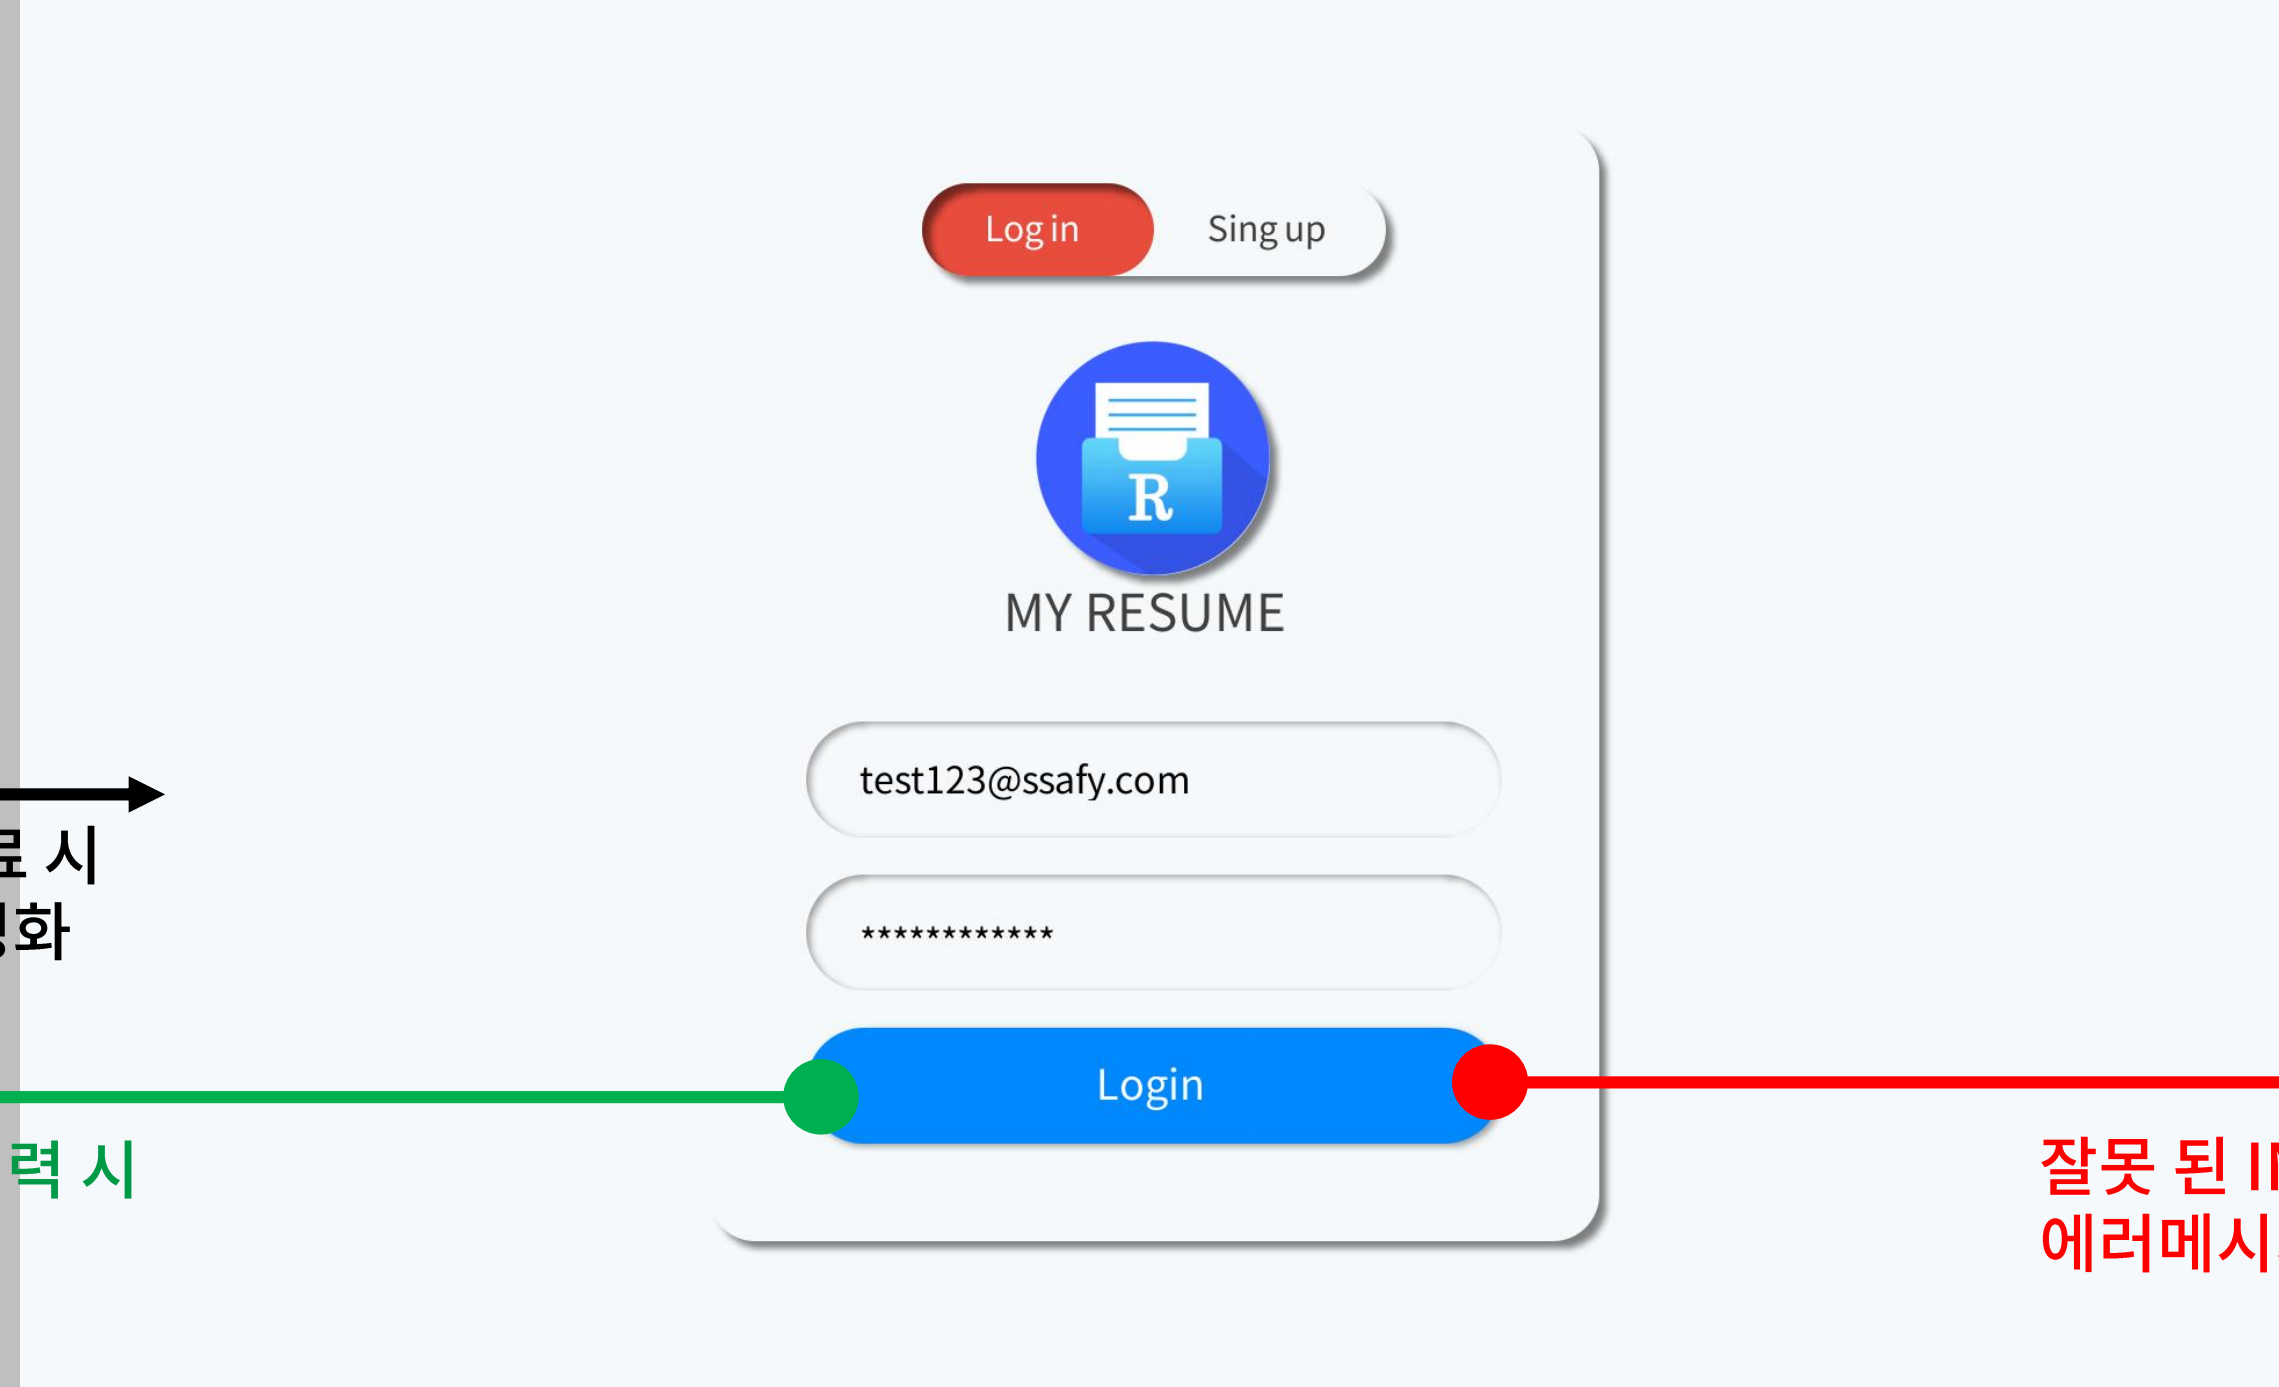 Log in
Sing up
R
MY RESUME
test123@ssafy.com
************
Login
시
화
력 시
잘못 된
에러메시